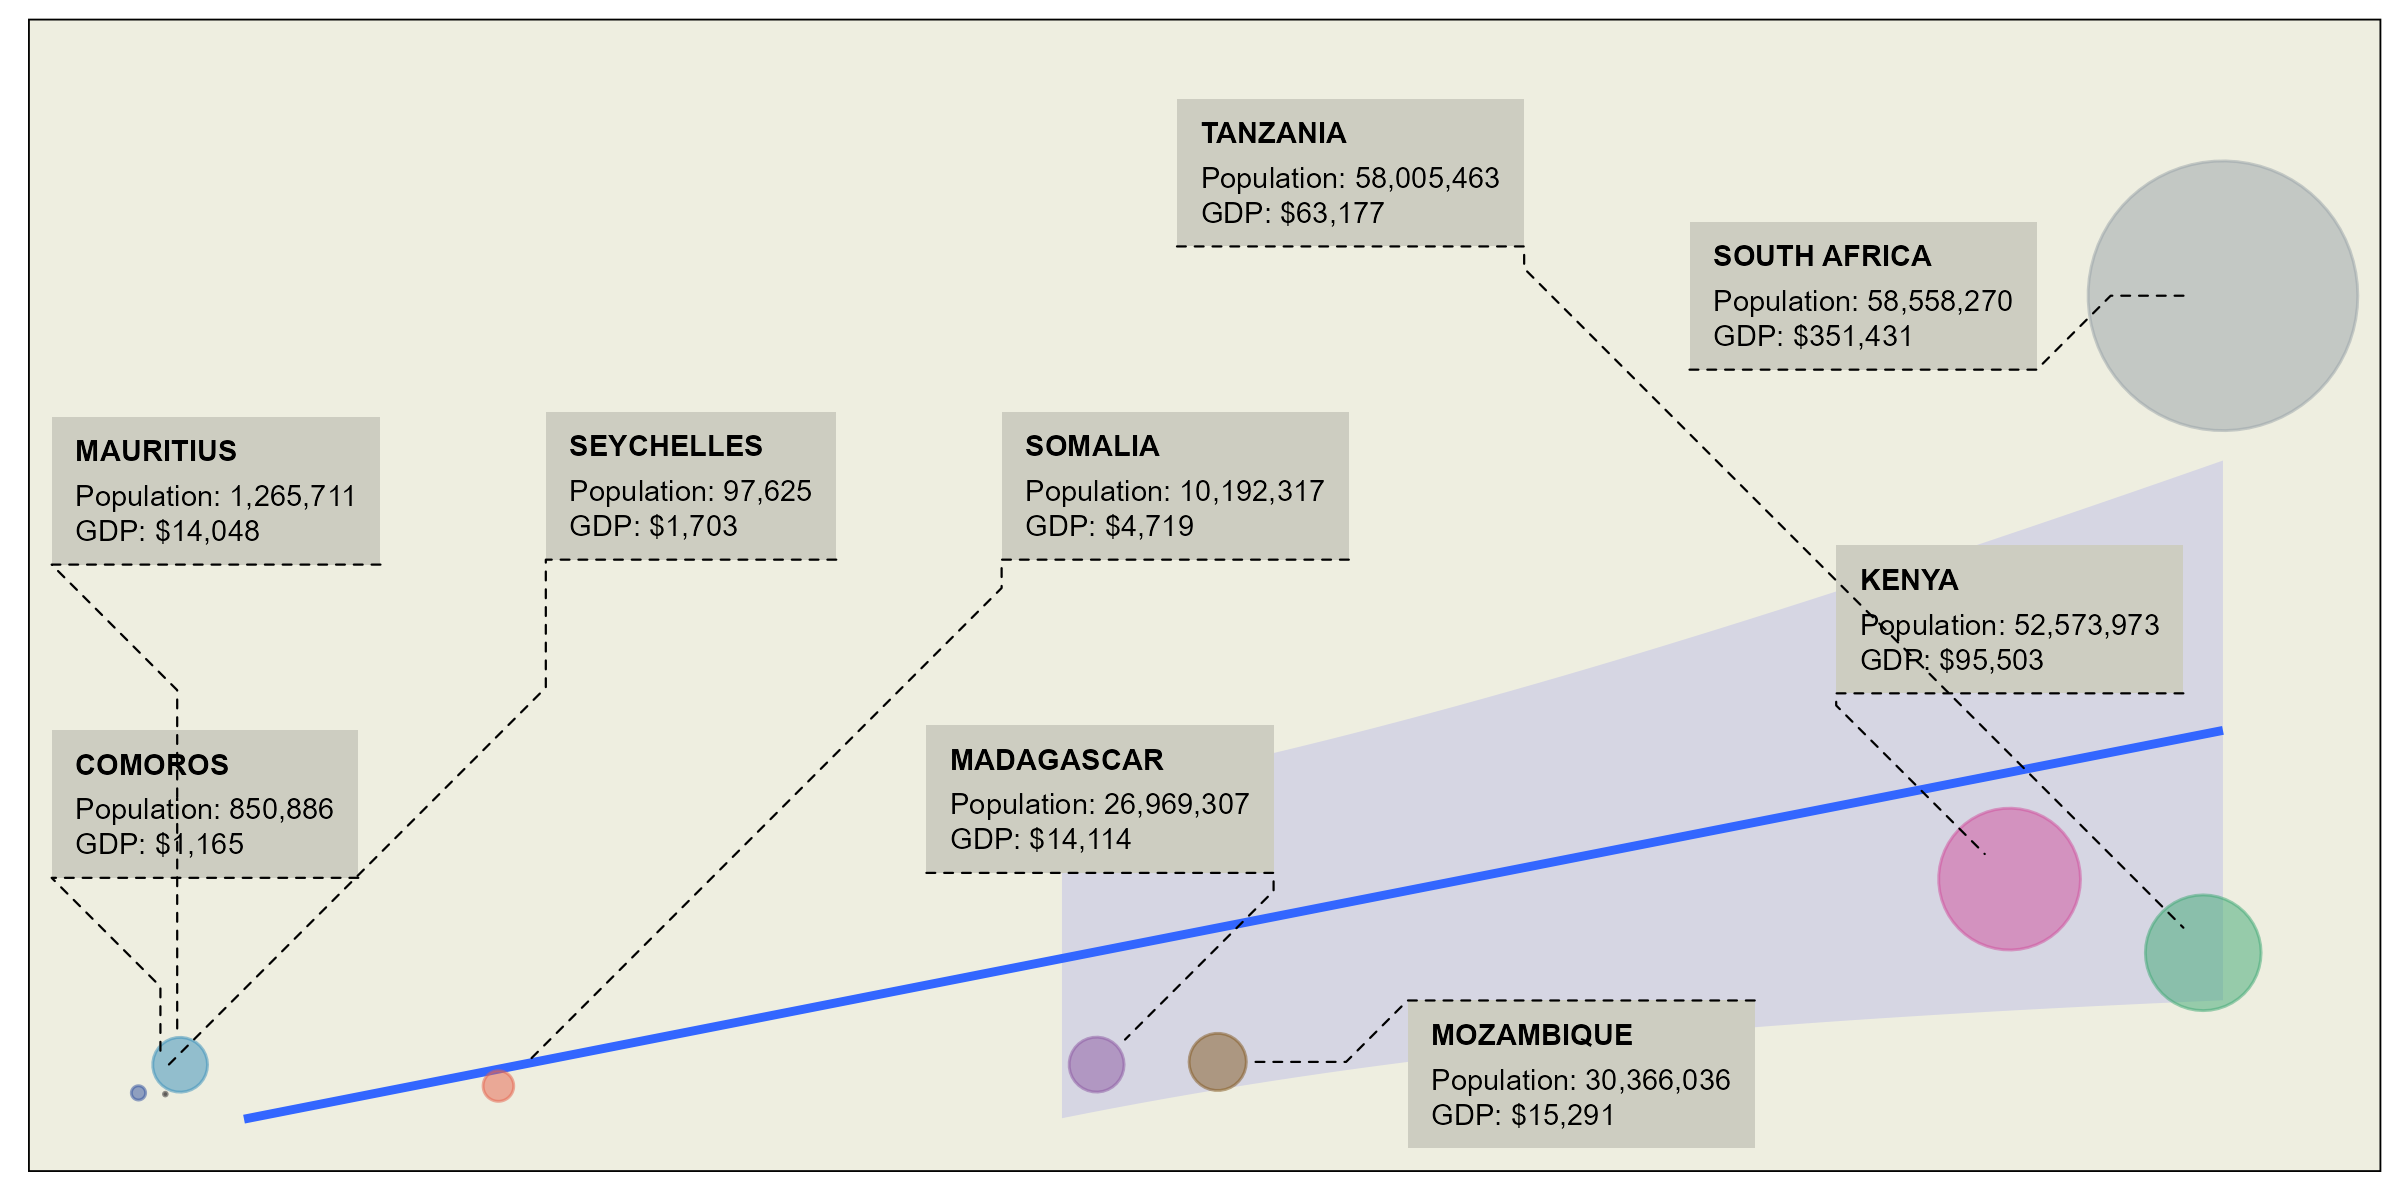 TANZANIA
Population: 58,005,463
GDP: $63,177
SOUTH AFRICA
Population: 58,558,270
GDP: $351,431
MAURITIUS
Population: 1,265,711
GDP: $14,048
SEYCHELLES
Population: 97,625
GDP: $1,703
SOMALIA
Population: 10,192,317
GDP: $4,719
KENYA
Population: 52,573,973
GDP: $95,503
COMOROS
Population: 850,886
GDP: $1,165
MADAGASCAR
Population: 26,969,307
GDP: $14,114
MOZAMBIQUE
Population: 30,366,036
GDP: $15,291